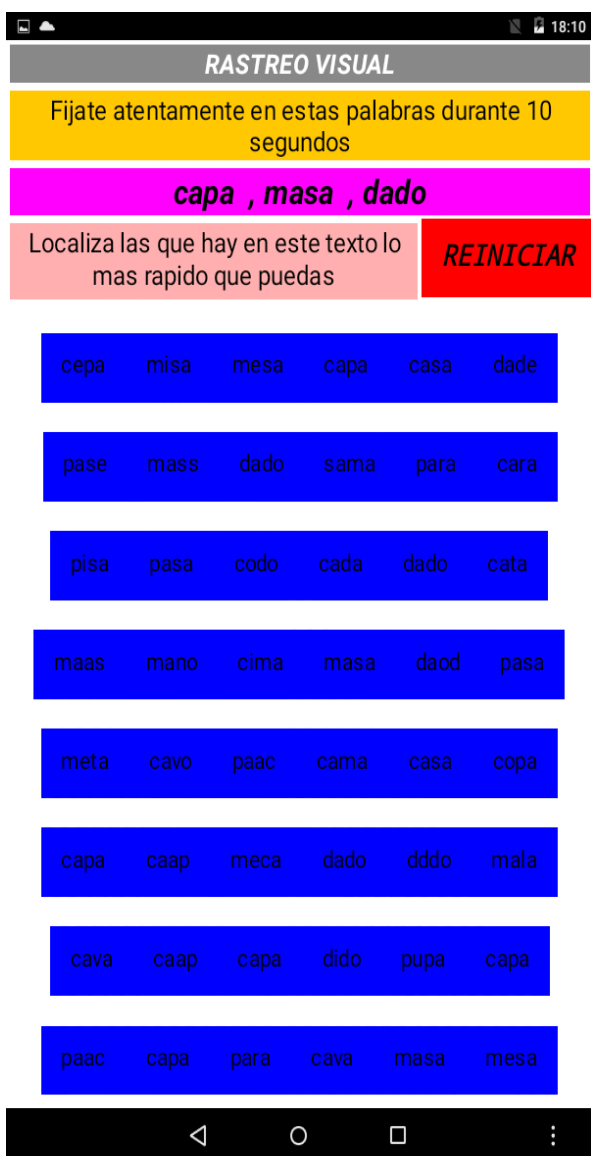 18:10
RASTREO VISUAL
Fijate atentamente en estas palabras durante 10
segundos
capa , masa , dado
Localiza las que hay en este texto lo
mas rapido que puedas
REINICIAR
cepa misa mesa capa casa dade
pase mass dado sama para cara
pisa pasa codo cada dado cata
maas mano cima masa daod pasa
meta cavo paac cama casa copa
capa caap meca dado dddo mala
cava caap capa dido pupa capa
paac capa para cava masa mesa